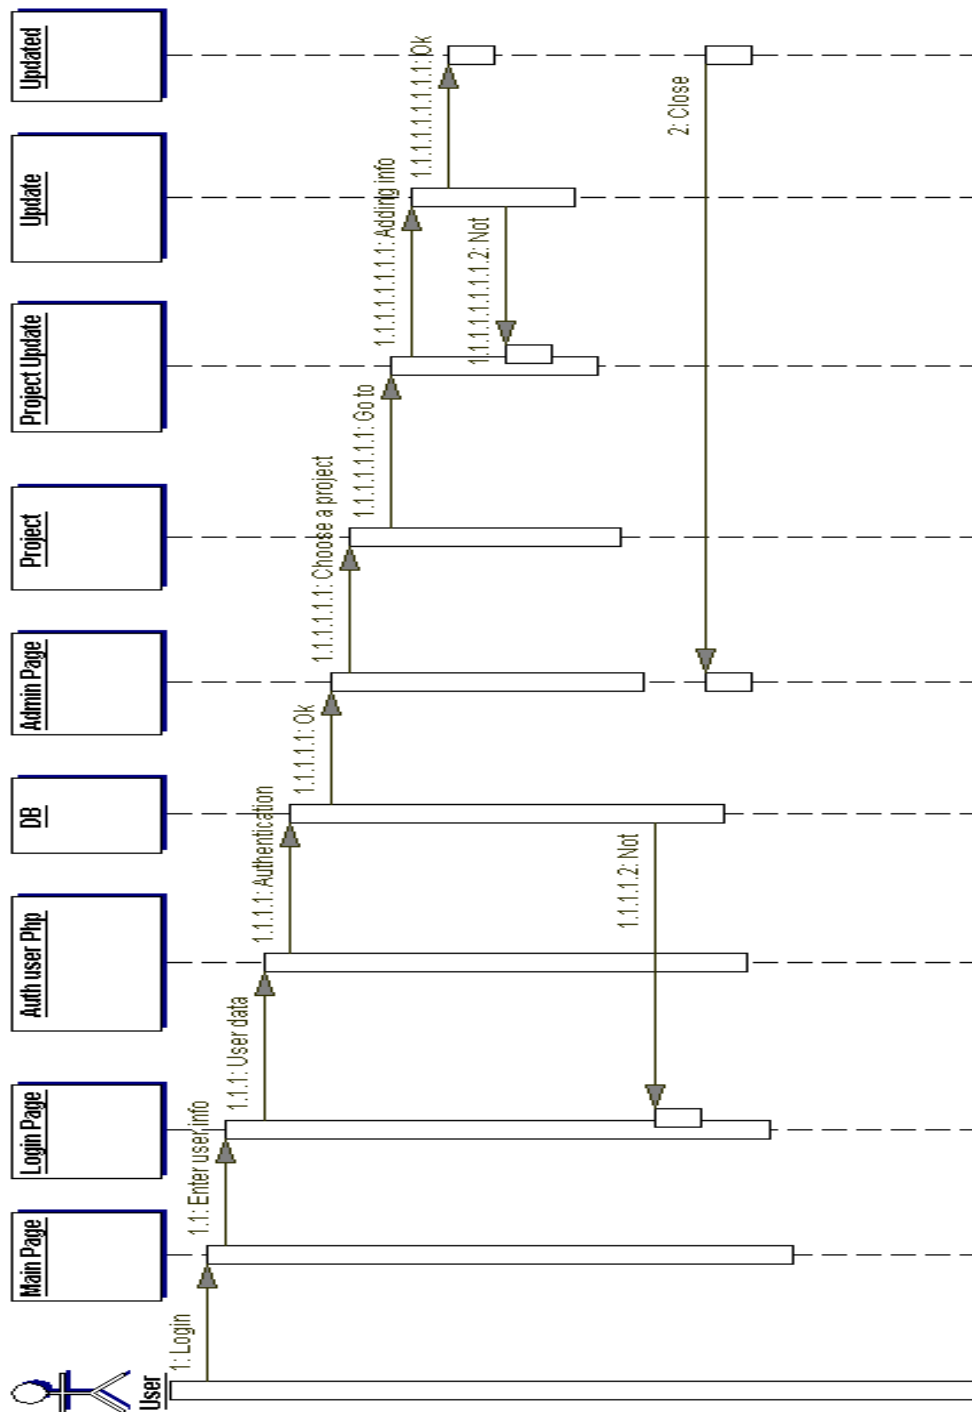 User
Main Page
Login Page
Auth user Php
DB
Admin Page
Project
Project Update
Update
Updated
1: Login
1.1: Enter user info
1.1.1: User data
1.1.1.1: Authentication
1.1.1.1.1: Ok
1.1.1.1.1.1: Choose a project
1.1.1.1.1.1.1: Go to
1.1.1.1.1.1.1.1: Adding info
1.1.1.1.1.1.1.1.1: Ok
1.1.1.1.1.1.1.1.2: Not
1.1.1.1.2: Not
2: Close